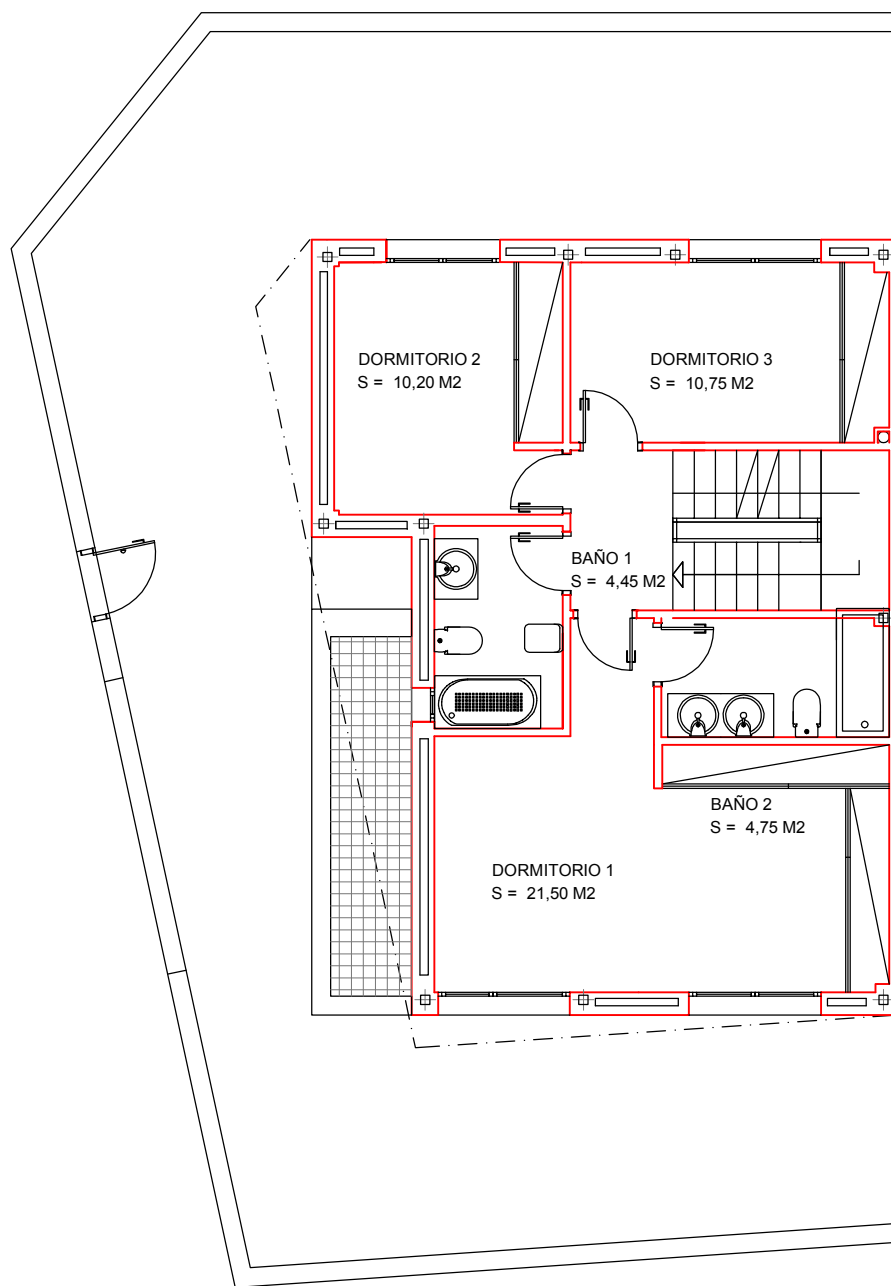 DORMITORIO 2
S = 10,20 M2
DORMITORIO 3
S = 10,75 M2
BAÑO 1
S = 4,45 M2
BAÑO 2
S = 4,75 M2
DORMITORIO 1
S = 21,50 M2